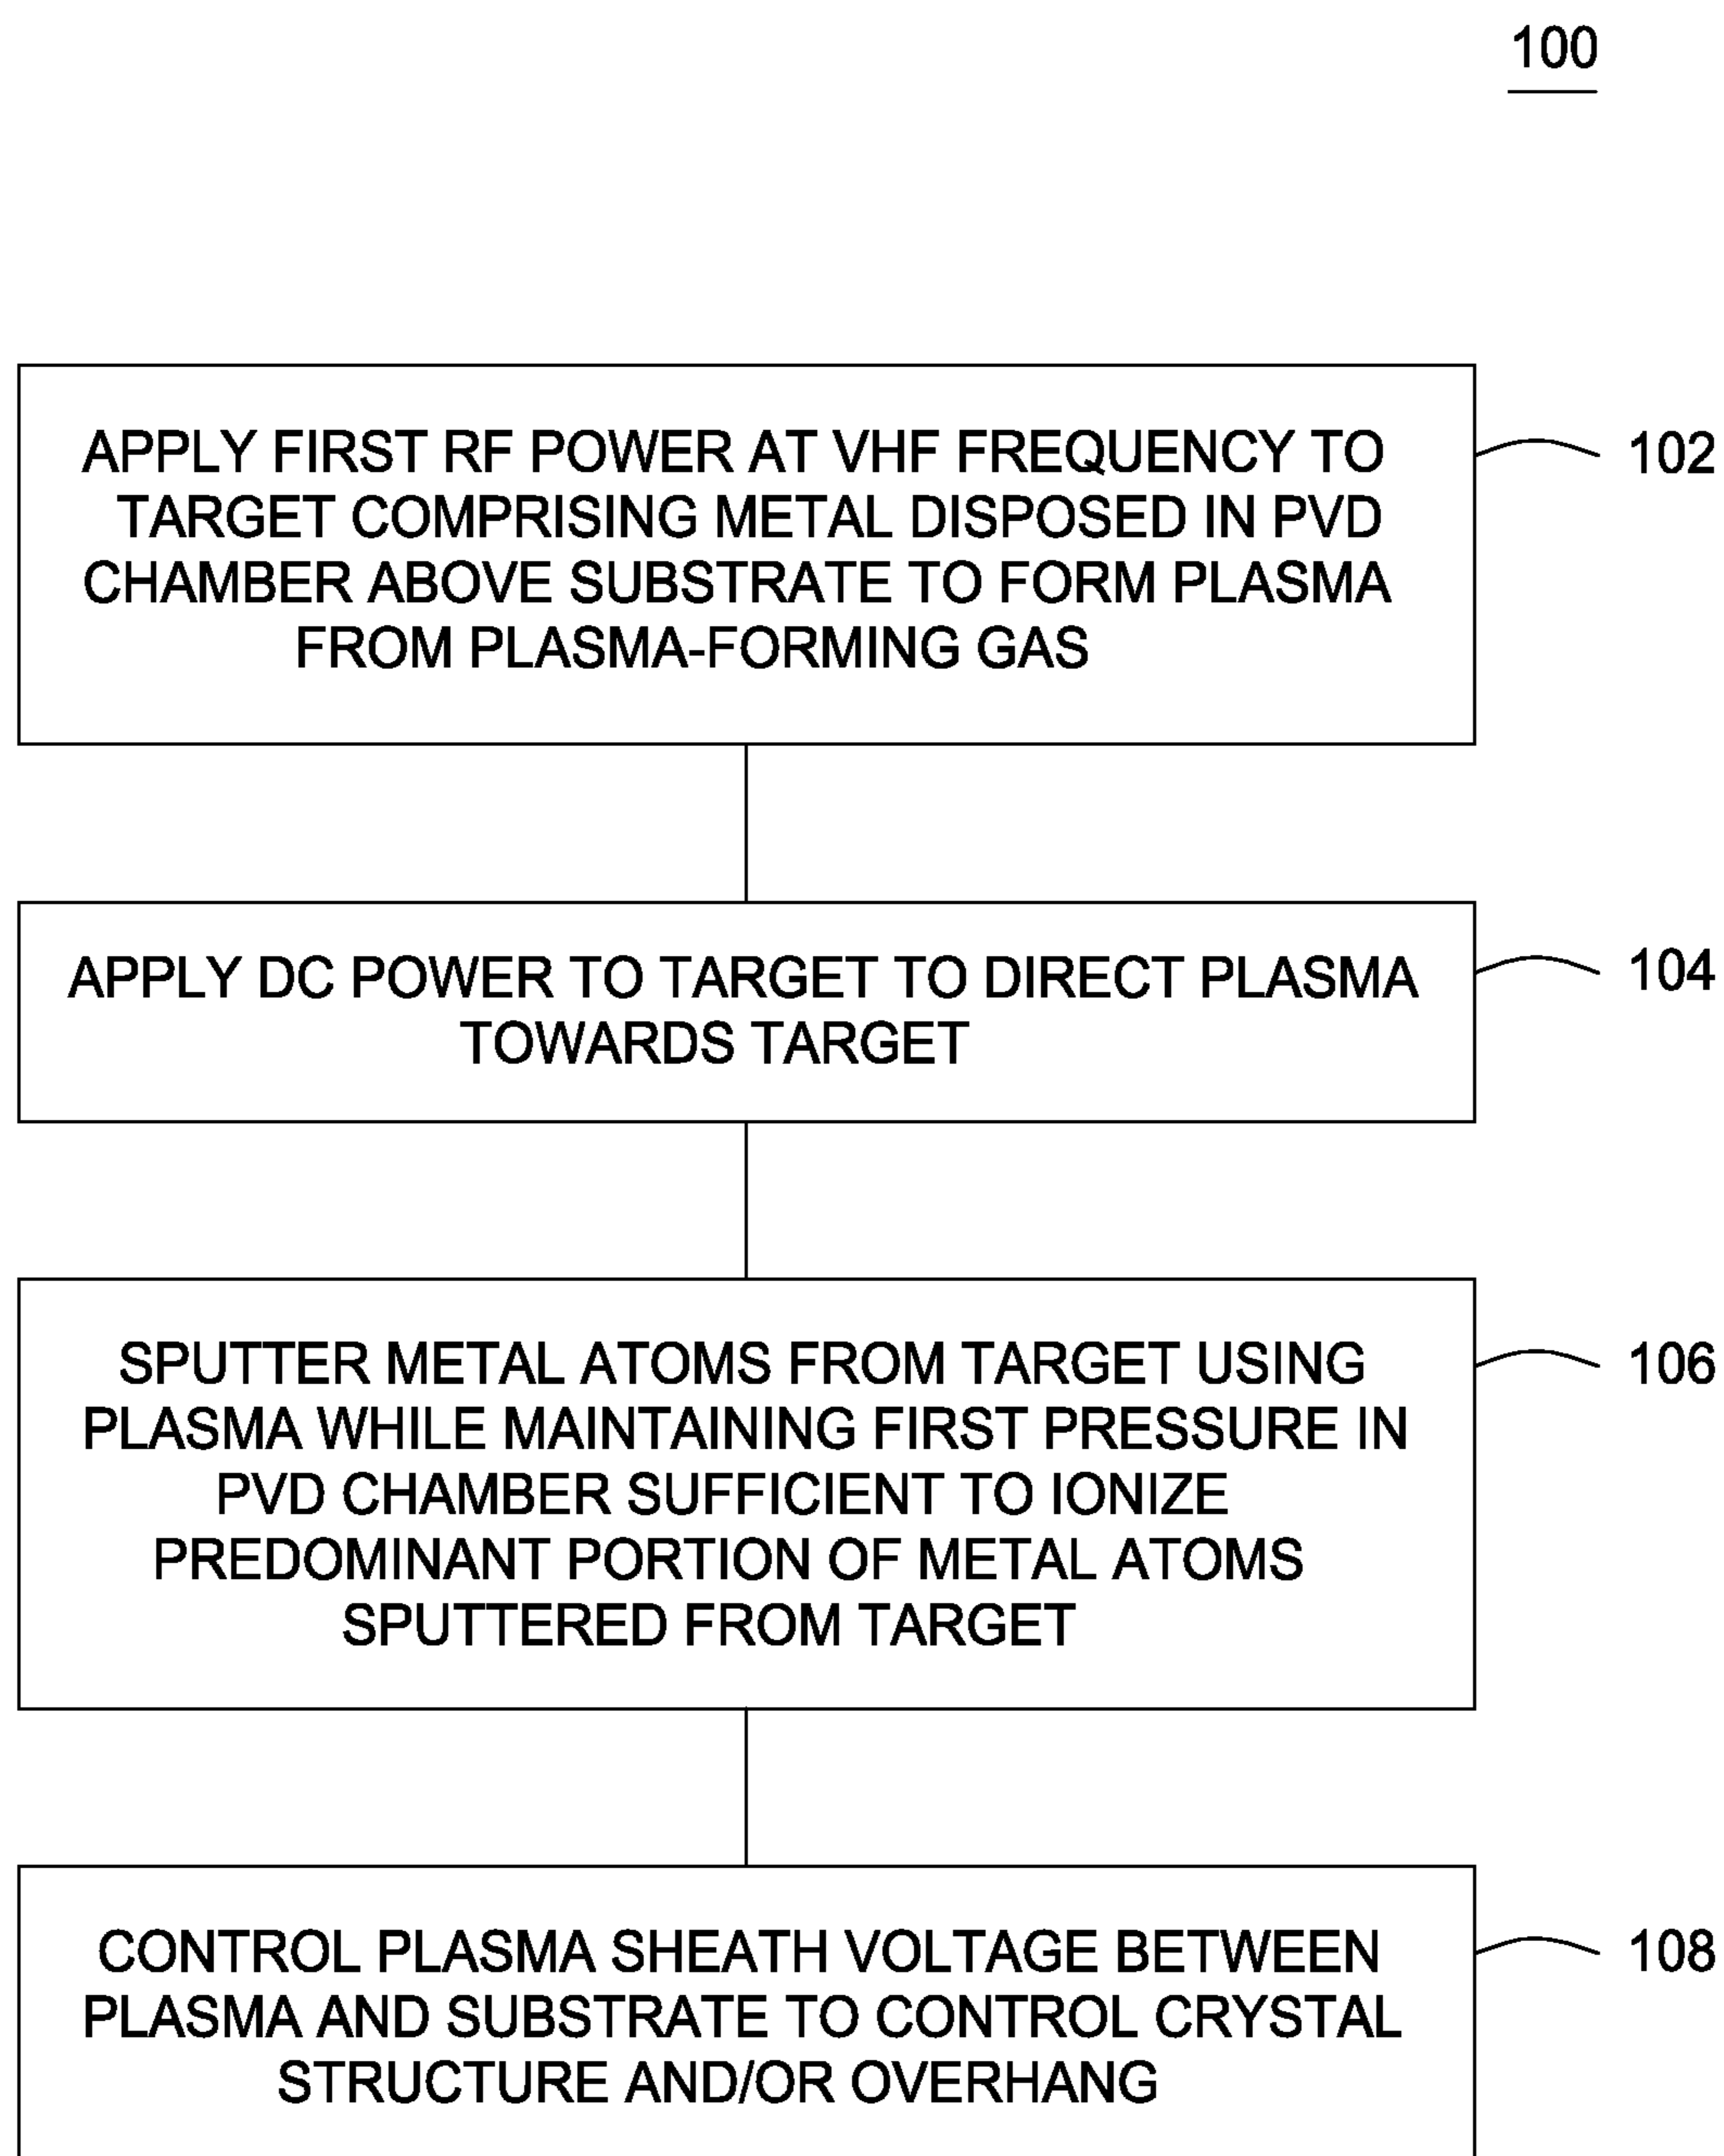 100
APPLY FIRST RF POWER AT VHF FREQUENCY TO
TARGET COMPRISING METAL DISPOSED IN PVD
CHAMBER ABOVE SUBSTRATE TO FORM PLASMA
FROM PLASMA-FORMING GAS
102
APPLY DC POWER TO TARGET TO DIRECT PLASMA
TOWARDS TARGET
104
SPUTTER METAL ATOMS FROM TARGET USING
PLASMA WHILE MAINTAINING FIRST PRESSURE IN
PVD CHAMBER SUFFICIENT TO IONIZE
PREDOMINANT PORTION OF METAL ATOMS
SPUTTERED FROM TARGET
106
CONTROL PLASMA SHEATH VOLTAGE BETWEEN
PLASMA AND SUBSTRATE TO CONTROL CRYSTAL
STRUCTURE AND/OR OVERHANG
108